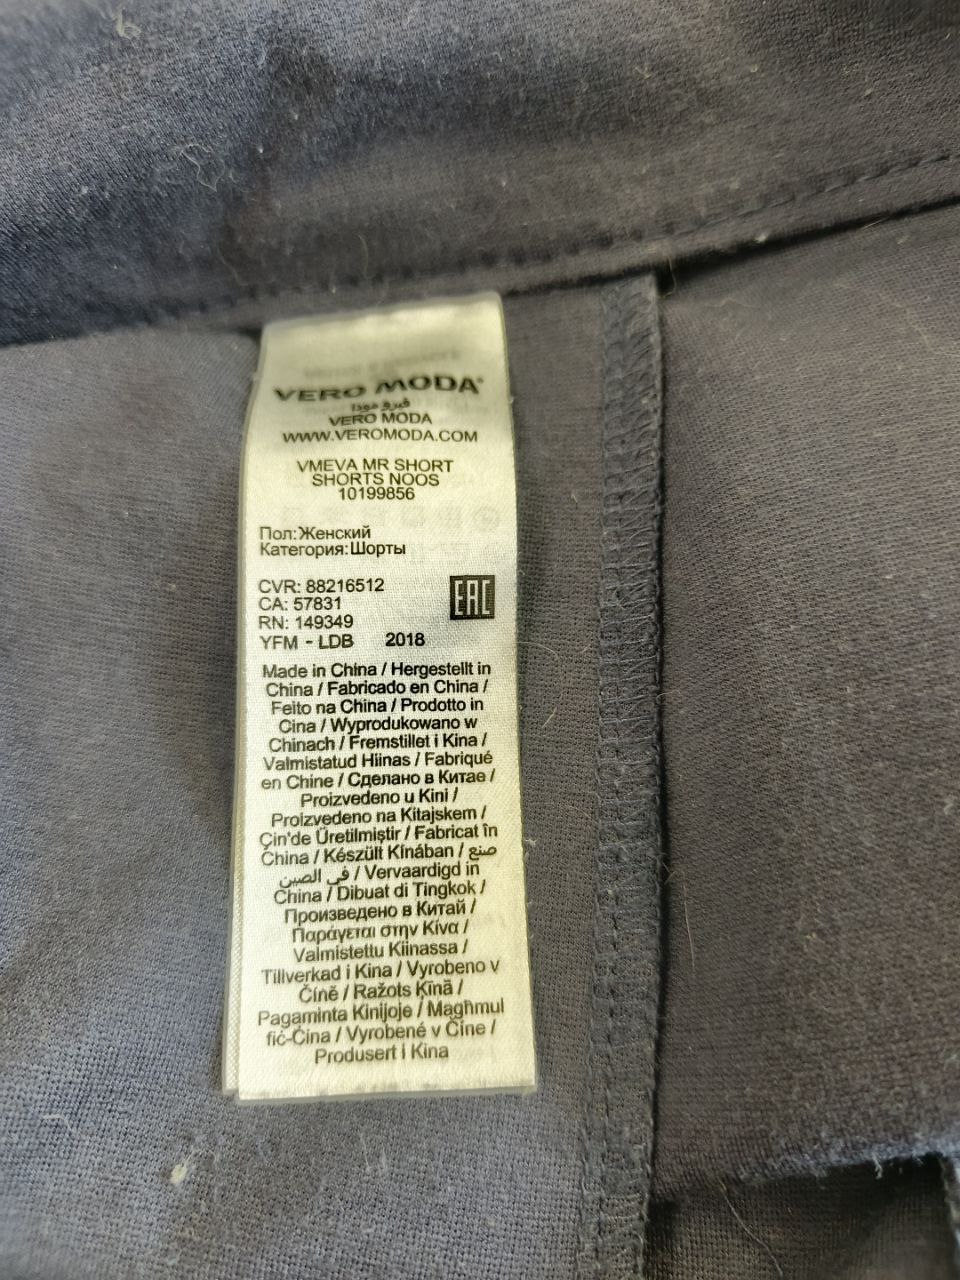 VERO MODA®
فيرو مودا
VERO MODA
WWW.VEROMODA.COM
VMEVA MR SHORT
SHORTS NOOS
10199856
Пол:Женский
Категория:Шорты
CVR: 88216512
CA: 57831
RN: 149349
YFM - LDB 2018
EAC
Made in China / Hergestellt in
China / Fabricado en China /
Feito na China / Prodotto in
Cina / Wyprodukowano w
Chinach / Fremstillet i Kina /
Valmistatud Hiinas / Fabriqué
en Chine / Сделано в Китае /
Proizvedeno u Kini /
Proizvedeno na Kitajskem /
Çin'de Üretilmiştir / Fabricat în
China / Készült Kínában / صنع
في الصين / Vervaardigd in
China / Dibuat di Tingkok /
Произведено в Китай /
Παράγεται στην Κίνα /
Valmistettu Kiinassa /
Tillverkad i Kina / Vyrobeno v
Číně / Ražots Ķīnā /
Pagaminta Kinijoje / Magħmul
fiċ-Ċina / Vyrobené v Číne /
Produsert i Kina